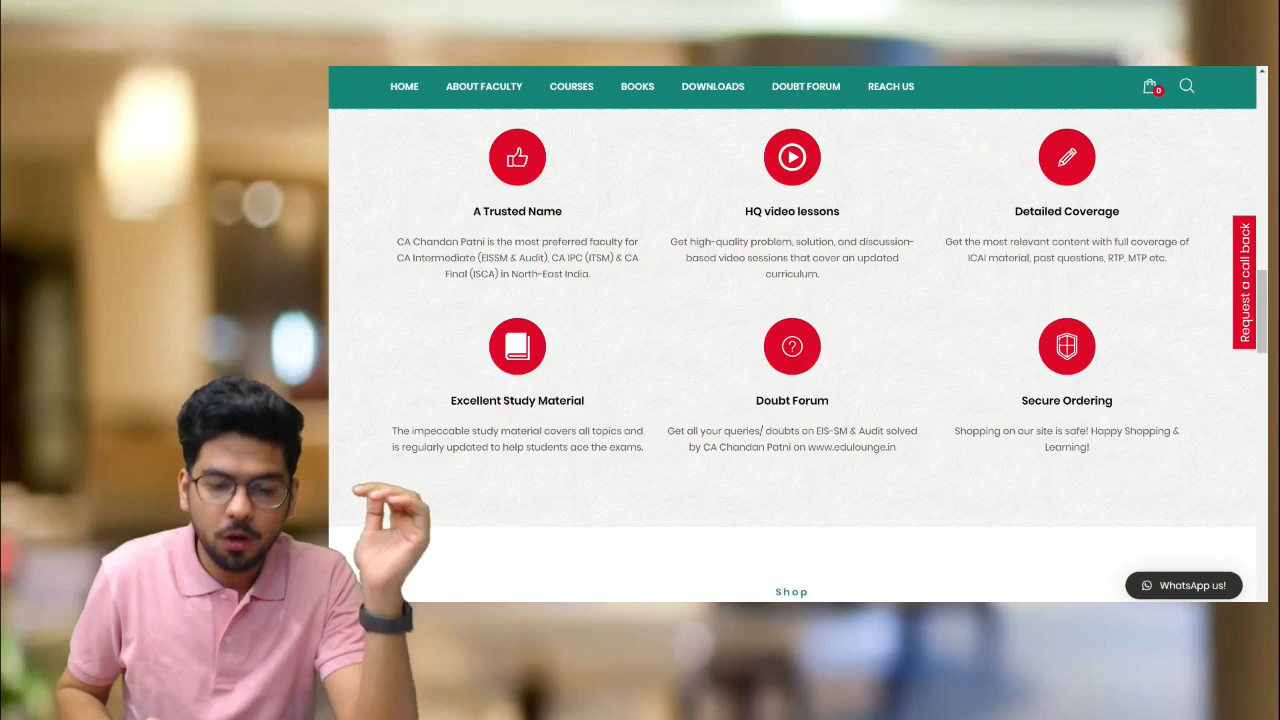 HOME ABOUT FACULTY COURSES BOOKS DOWNLOADS DOUBT FORUM REACH US 0
A Trusted Name
CA Chandan Patni is the most preferred faculty for
CA Intermediate (EISSM & Audit), CA IPC (ITSM) & CA
Final (ISCA) in North-East India.
HQ video lessons
Get high-quality problem, solution, and discussion-
based video sessions that cover an updated
curriculum.
Detailed Coverage
Get the most relevant content with full coverage of
ICAI material, past questions, RTP, MTP etc.
Request a call back
Excellent Study Material
The impeccable study material covers all topics and
is regularly updated to help students ace the exams.
Doubt Forum
Get all your queries/ doubts on EIS-SM & Audit solved
by CA Chandan Patni on www.edulounge.in
Secure Ordering
Shopping on our site is safe! Happy Shopping &
Learning!
Shop
WhatsApp us!